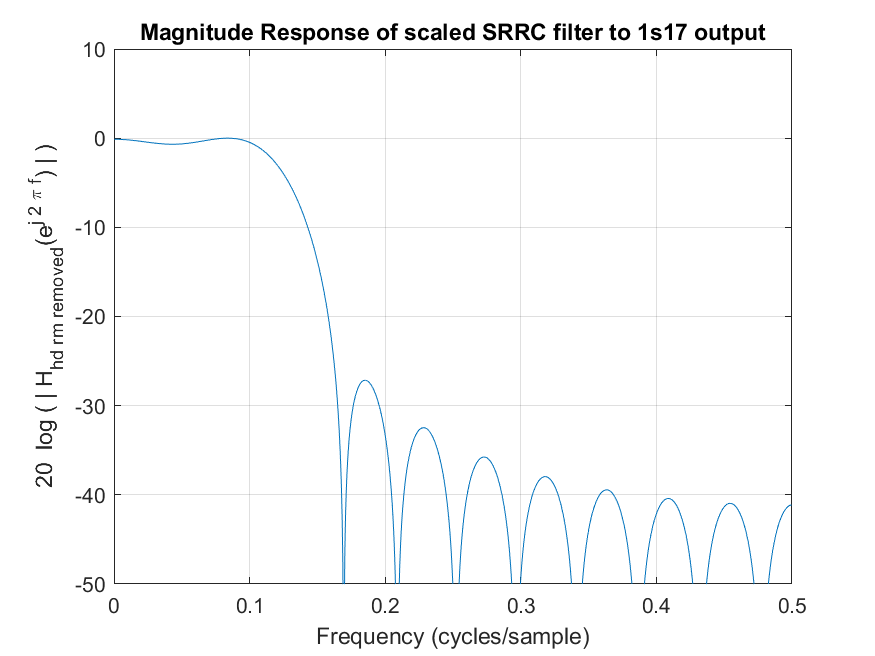 Magnitude Response of scaled SRRC filter to 1s17 output
10
0
-10
-20
-30
-40
-50
20 log ( | H_hd rm removed(e^j 2 π f) | )
0 0.1 0.2 0.3 0.4 0.5
Frequency (cycles/sample)